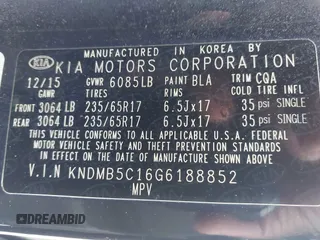 MANUFACTURED IN KOREA BY
KIA KIA MOTORS CORPORATION
12/15 GVWR 6085LB PAINT BLA TRIM CQA
GAWR TIRES RIMS COLD TIRE INFL
FRONT 3064 LB 235/65R17 6.5Jx17 35 psi SINGLE
REAR 3064 LB 235/65R17 6.5Jx17 35 psi SINGLE
THIS VEHICLE CONFORMS TO ALL APPLICABLE U.S.A. FEDERAL
MOTOR VEHICLE SAFETY, BUMPER, AND THEFT PREVENTION
STANDARDS IN EFFECT ON THE DATE OF MANUFACTURE SHOWN ABOVE.
V.I.N KNDMB5C16G6188852
MPV
DREAMBID